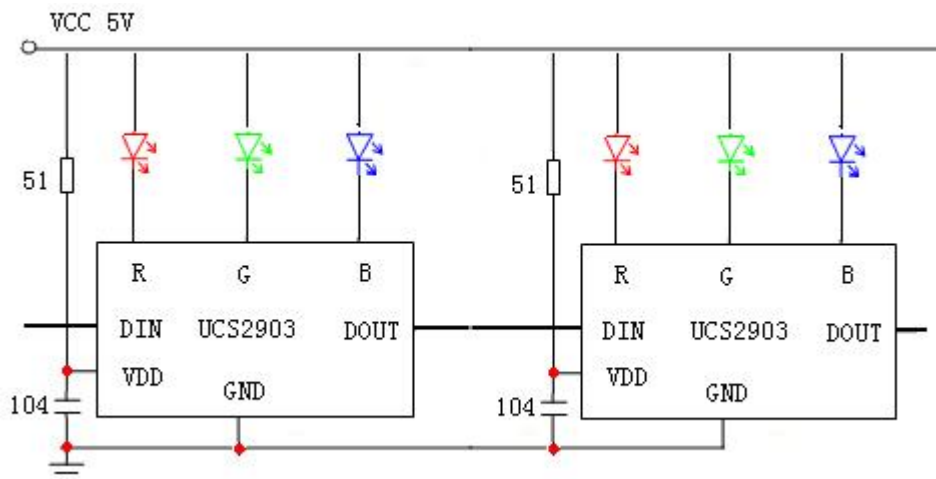 VCC 5V
51
51
R G B
R G B
DIN UCS2903 DOUT
DIN UCS2903 DOUT
VDD
VDD
GND
GND
104
104